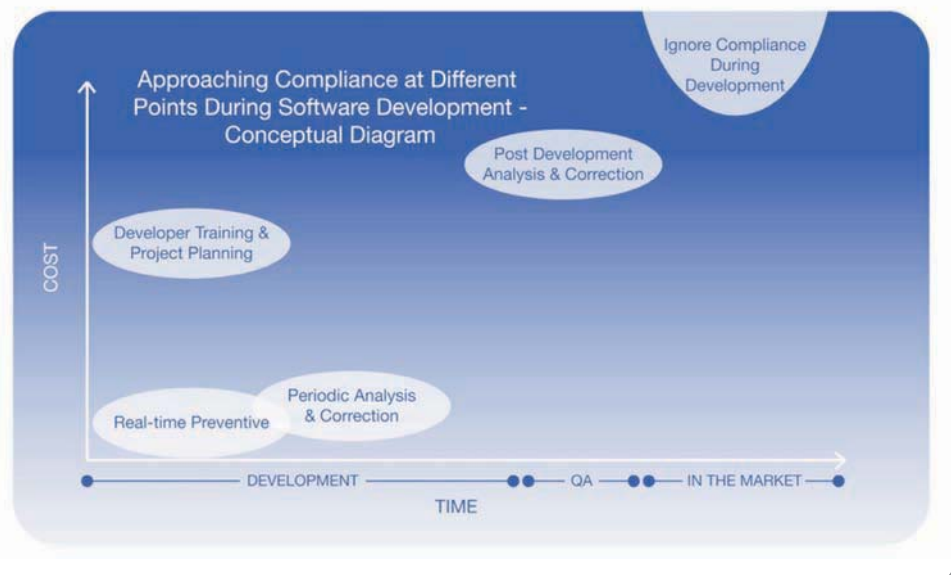 Approaching Compliance at Different
Points During Software Development -
Conceptual Diagram
Ignore Compliance
During
Development
Post Development
Analysis & Correction
Developer Training &
Project Planning
COST
Periodic Analysis
& Correction
Real-time Preventive
DEVELOPMENT
QA
IN THE MARKET
TIME